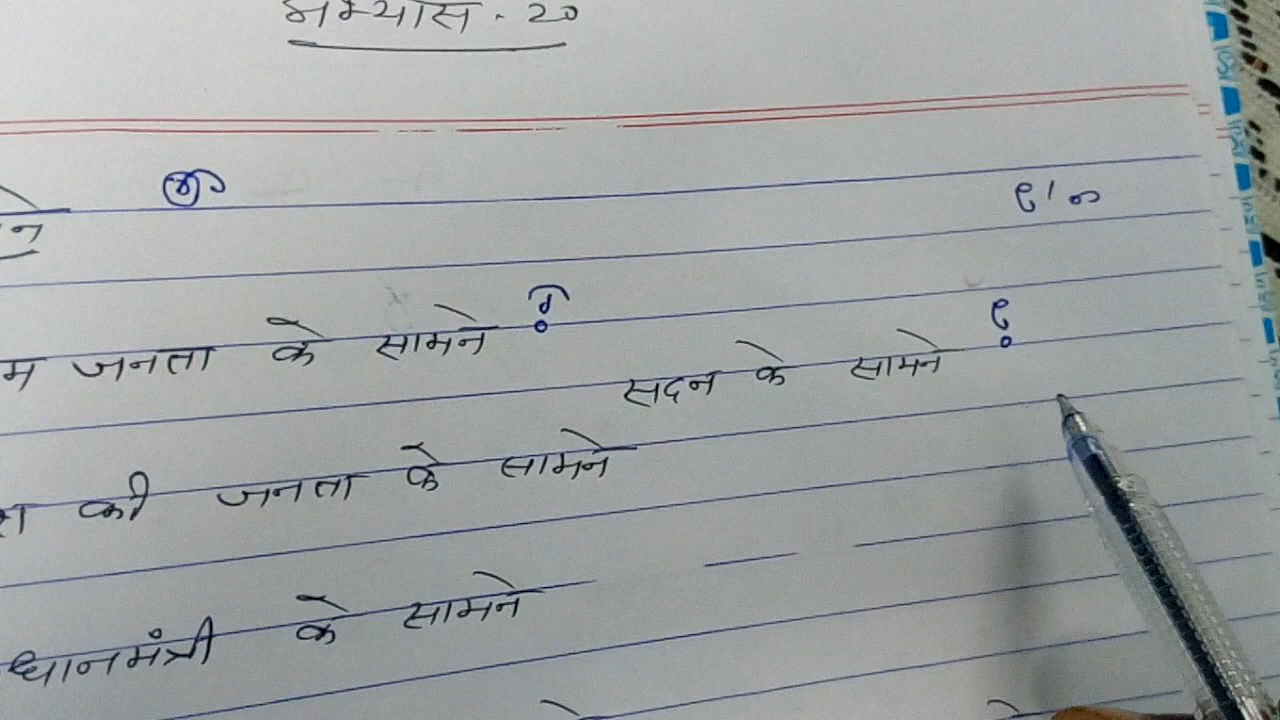 अभ्यास - 20
म जनता के सामने
सदन के सामने
की जनता के सामने
धानमंत्री के सामने